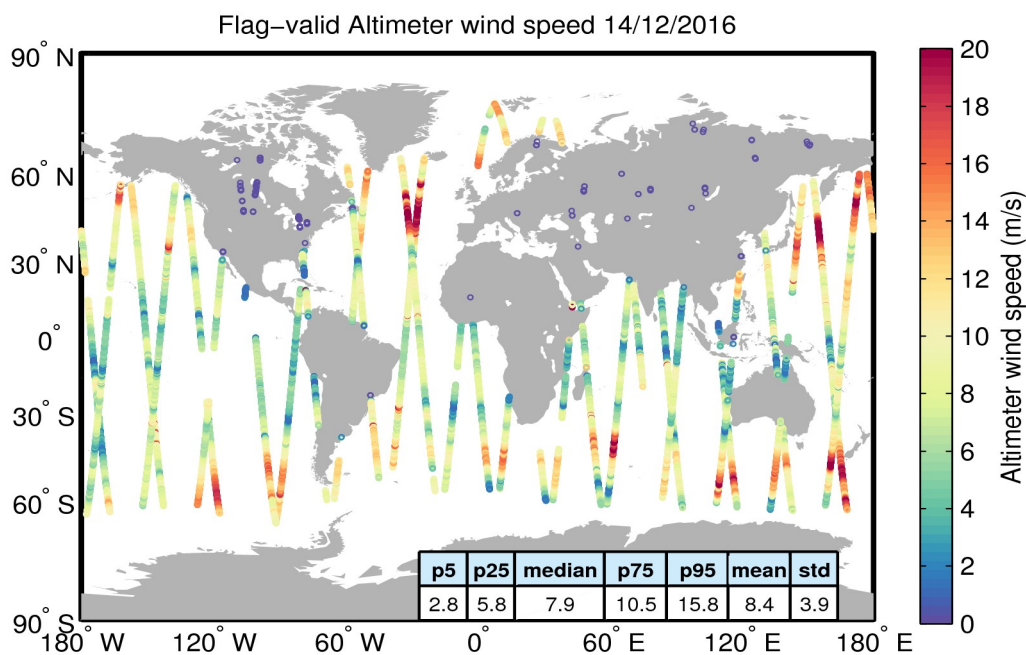 Flag−valid Altimeter wind speed 14/12/2016
90° N
60° N
30° N
0°
30° S
60° S
90° S
180° W
120° W
60° W
0°
60° E
120° E
180° E
p5 p25 median p75 p95 mean std
2.8 5.8 7.9 10.5 15.8 8.4 3.9
20
18
16
14
12
10
8
6
4
2
0
Altimeter wind speed (m/s)